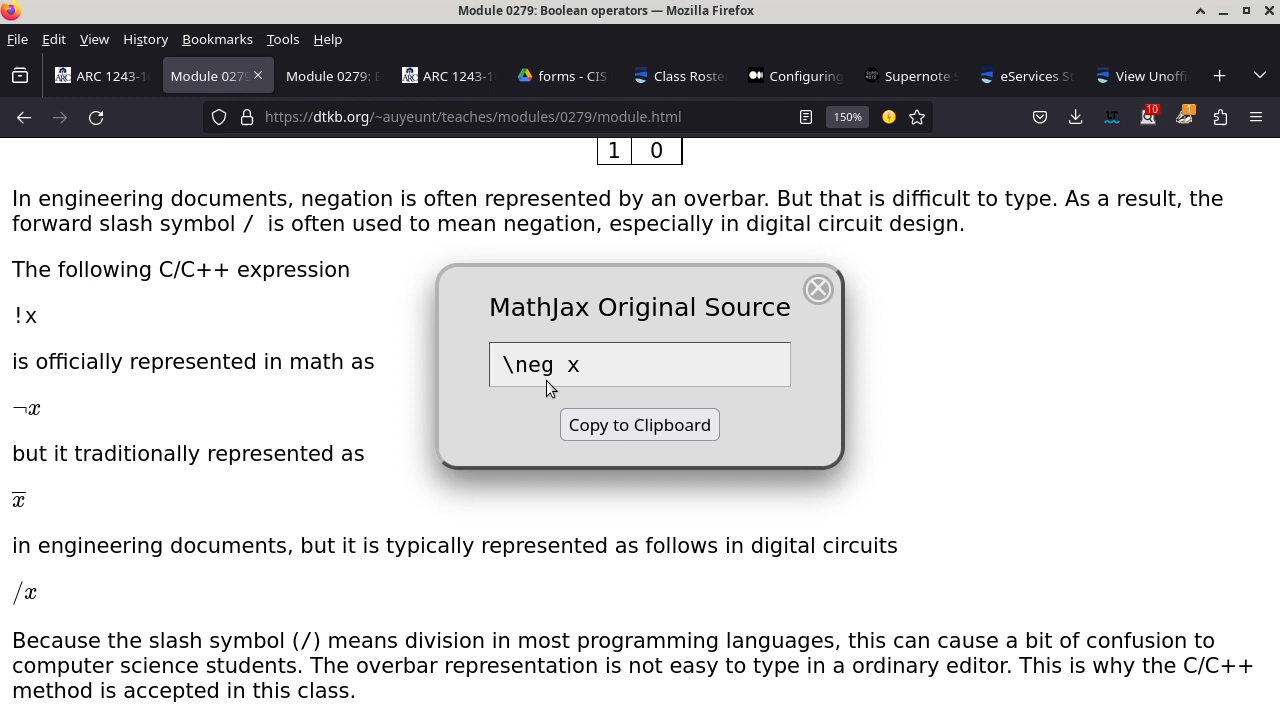 Module 0279: Boolean operators — Mozilla Firefox
File Edit View History Bookmarks Tools Help
ARC 1243-1 Module 0279 Module 0279: B ARC 1243-1 forms - CIS Class Roste Configuring Supernote S eServices St View Unoffi
https://dtkb.org/~auyeunt/teaches/modules/0279/module.html 150% 10 1
1 0
In engineering documents, negation is often represented by an overbar. But that is difficult to type. As a result, the
forward slash symbol / is often used to mean negation, especially in digital circuit design.
The following C/C++ expression
!x
is officially represented in math as
¬x
but it traditionally represented as
x̅
in engineering documents, but it is typically represented as follows in digital circuits
/x
Because the slash symbol (/) means division in most programming languages, this can cause a bit of confusion to
computer science students. The overbar representation is not easy to type in a ordinary editor. This is why the C/C++
method is accepted in this class.
MathJax Original Source
\neg x
Copy to Clipboard